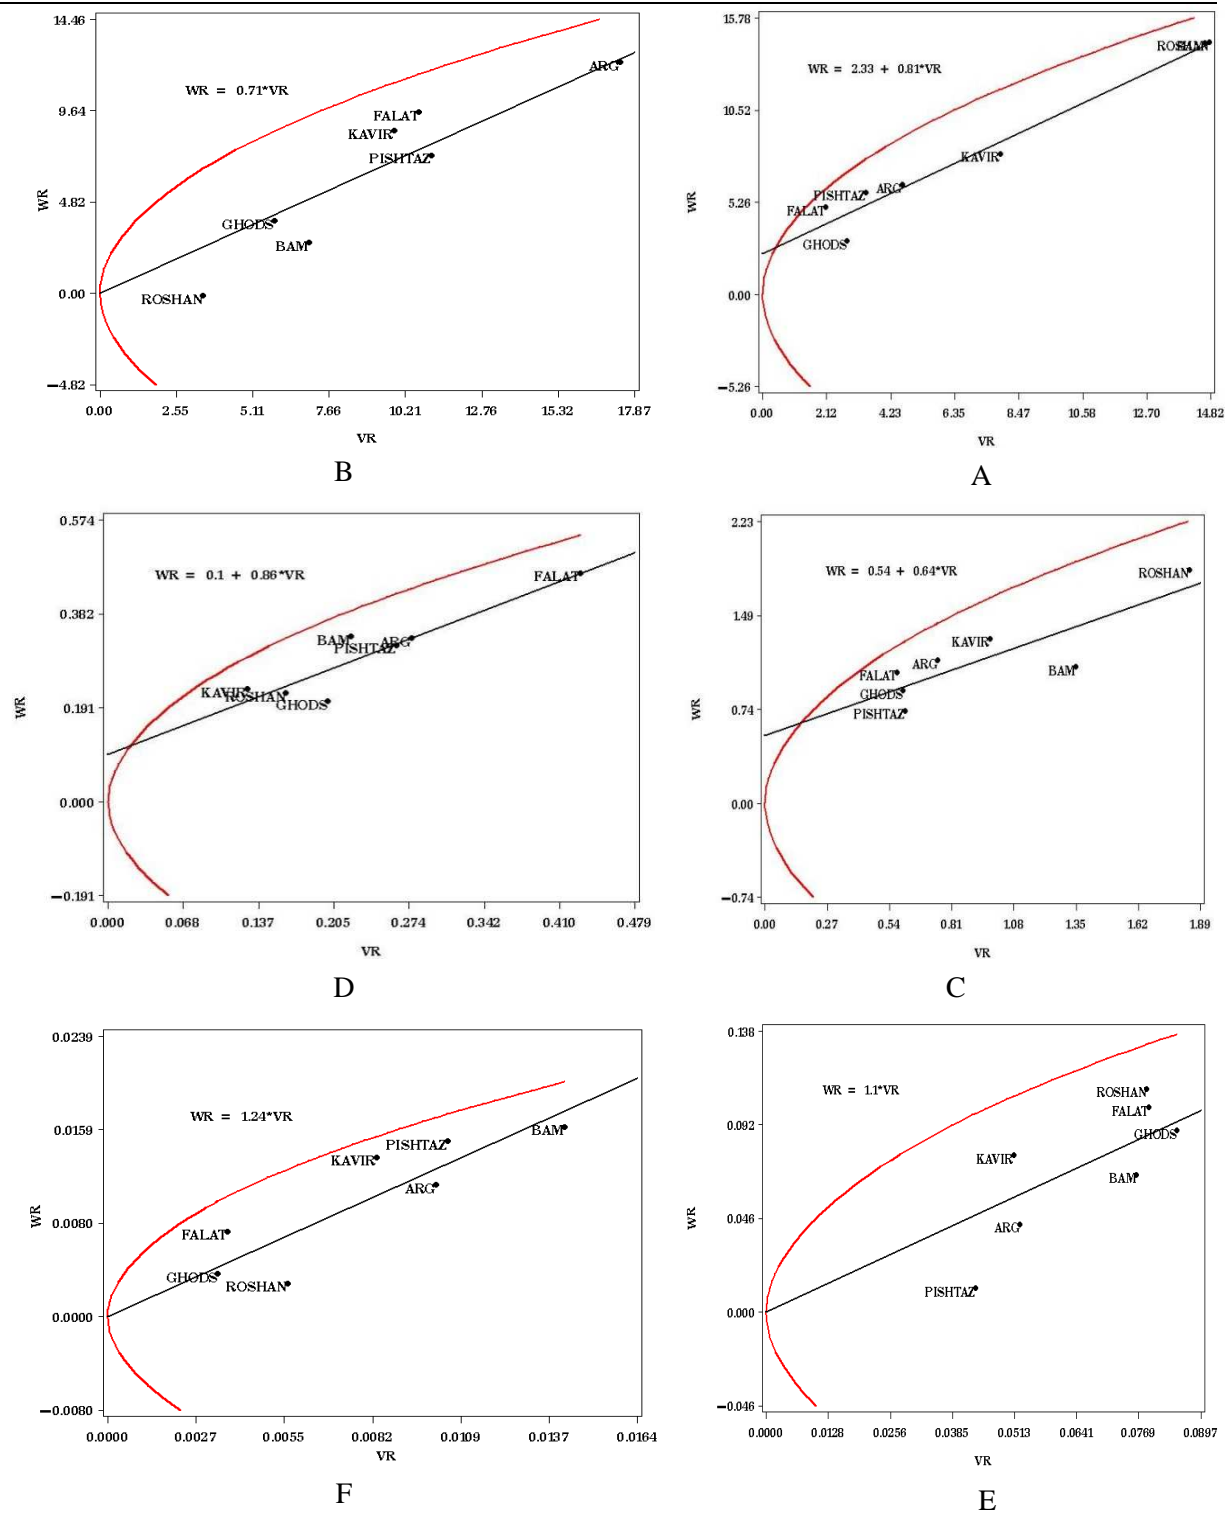 14.46
9.64
4.82
0.00
−4.82
WR
WR = 0.71*VR
ARG
FALAT
KAVIR
PISHTAZ
GHODS
BAM
ROSHAN
0.00 2.55 5.11 7.66 10.21 12.76 15.32 17.87
VR
B
15.78
10.52
5.26
0.00
−5.26
WR
WR = 2.33 + 0.81*VR
ROSHAN
KAVIR
ARG
PISHTAZ
FALAT
GHODS
0.00 2.12 4.23 6.35 8.47 10.58 12.70 14.82
VR
A
0.574
0.382
0.191
0.000
−0.191
WR
WR = 0.1 + 0.86*VR
FALAT
BAM
ARG
PISHTAZ
KAVIR
ROSHAN
GHODS
0.000 0.068 0.137 0.205 0.274 0.342 0.410 0.479
VR
D
2.23
1.49
0.74
0.00
−0.74
WR
WR = 0.54 + 0.64*VR
ROSHAN
KAVIR
ARG
BAM
FALAT
GHODS
PISHTAZ
0.00 0.27 0.54 0.81 1.08 1.35 1.62 1.89
VR
C
0.0239
0.0159
0.0080
0.0000
−0.0080
WR
WR = 1.24*VR
BAM
PISHTAZ
KAVIR
ARG
FALAT
GHODS
ROSHAN
0.0000 0.0027 0.0055 0.0082 0.0109 0.0137 0.0164
VR
F
0.138
0.092
0.046
0.000
−0.046
WR
WR = 1.1*VR
ROSHAN
FALAT
GHODS
KAVIR
BAM
ARG
PISHTAZ
0.0000 0.0128 0.0256 0.0385 0.0513 0.0641 0.0769 0.0897
VR
E